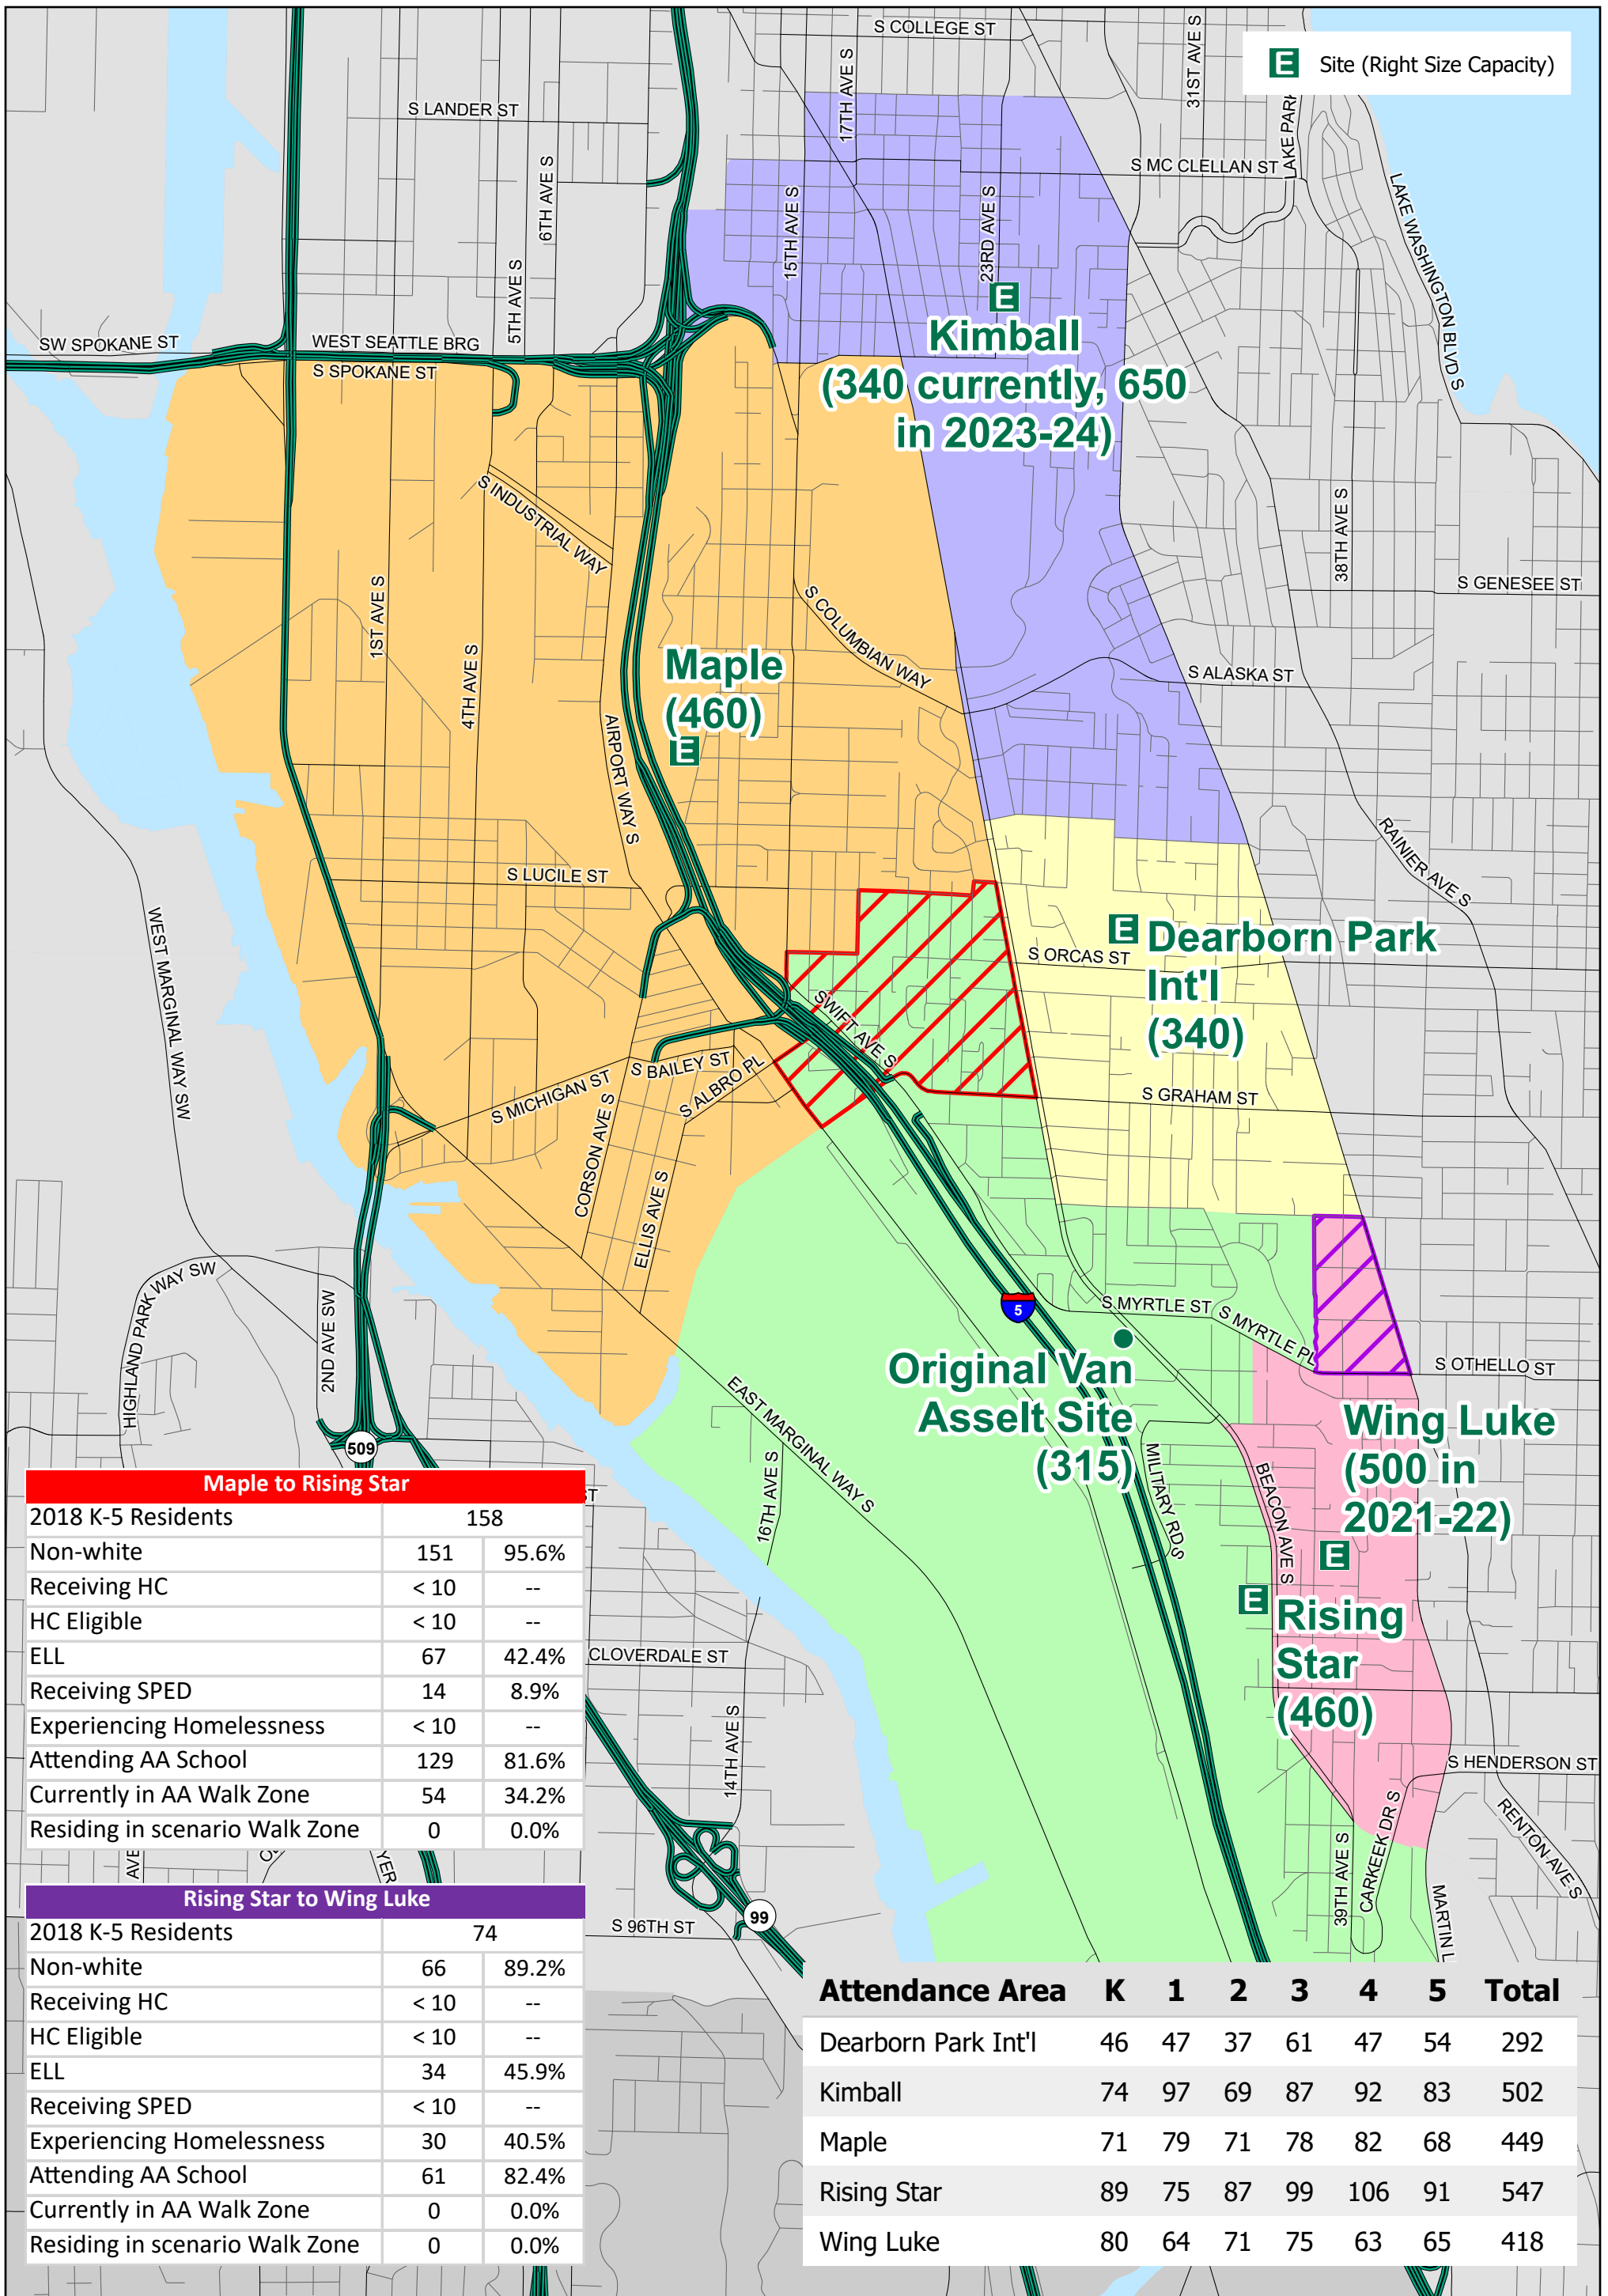 S COLLEGE ST
17TH AVE S
31ST AVE S
E Site (Right Size Capacity)
S LANDER ST
LAKE PARK
6TH AVE S
S MC CLELLAN ST
15TH AVE S
23RD AVE S
LAKE WASHINGTON BLVD S
5TH AVE S
E
Kimball
(340 currently, 650
in 2023-24)
SW SPOKANE ST
WEST SEATTLE BRG
S SPOKANE ST
S INDUSTRIAL WAY
38TH AVE S
S GENESEE ST
1ST AVE S
S COLUMBIAN WAY
4TH AVE S
Maple
(460)
E
S ALASKA ST
AIRPORT WAY S
RAINIER AVE S
S LUCILE ST
WEST MARGINAL WAY SW
E Dearborn Park
Int'l
(340)
S ORCAS ST
SWIFT AVE S
S BAILEY ST
S ALBRO PL
S MICHIGAN ST
S GRAHAM ST
CORSON AVE S
ELLIS AVE S
HIGHLAND PARK WAY SW
2ND AVE SW
5
S MYRTLE ST
S MYRTLE PL
S OTHELLO ST
Original Van
Asselt Site
(315)
EAST MARGINAL WAY S
Wing Luke
(500 in
2021-22)
E
509
16TH AVE S
MILITARY RD S
BEACON AVE S
E
Rising
Star
(460)
ST
CLOVERDALE ST
14TH AVE S
S HENDERSON ST
RENTON AVE S
39TH AVE S
CARKEEK DR S
MARTIN L
AVE
YER
S 96TH ST
99
Maple to Rising Star
2018 K-5 Residents 158
Non-white 151 95.6%
Receiving HC < 10 --
HC Eligible < 10 --
ELL 67 42.4%
Receiving SPED 14 8.9%
Experiencing Homelessness < 10 --
Attending AA School 129 81.6%
Currently in AA Walk Zone 54 34.2%
Residing in scenario Walk Zone 0 0.0%
Rising Star to Wing Luke
2018 K-5 Residents 74
Non-white 66 89.2%
Receiving HC < 10 --
HC Eligible < 10 --
ELL 34 45.9%
Receiving SPED < 10 --
Experiencing Homelessness 30 40.5%
Attending AA School 61 82.4%
Currently in AA Walk Zone 0 0.0%
Residing in scenario Walk Zone 0 0.0%
Attendance Area K 1 2 3 4 5 Total
Dearborn Park Int'l 46 47 37 61 47 54 292
Kimball 74 97 69 87 92 83 502
Maple 71 79 71 78 82 68 449
Rising Star 89 75 87 99 106 91 547
Wing Luke 80 64 71 75 63 65 418